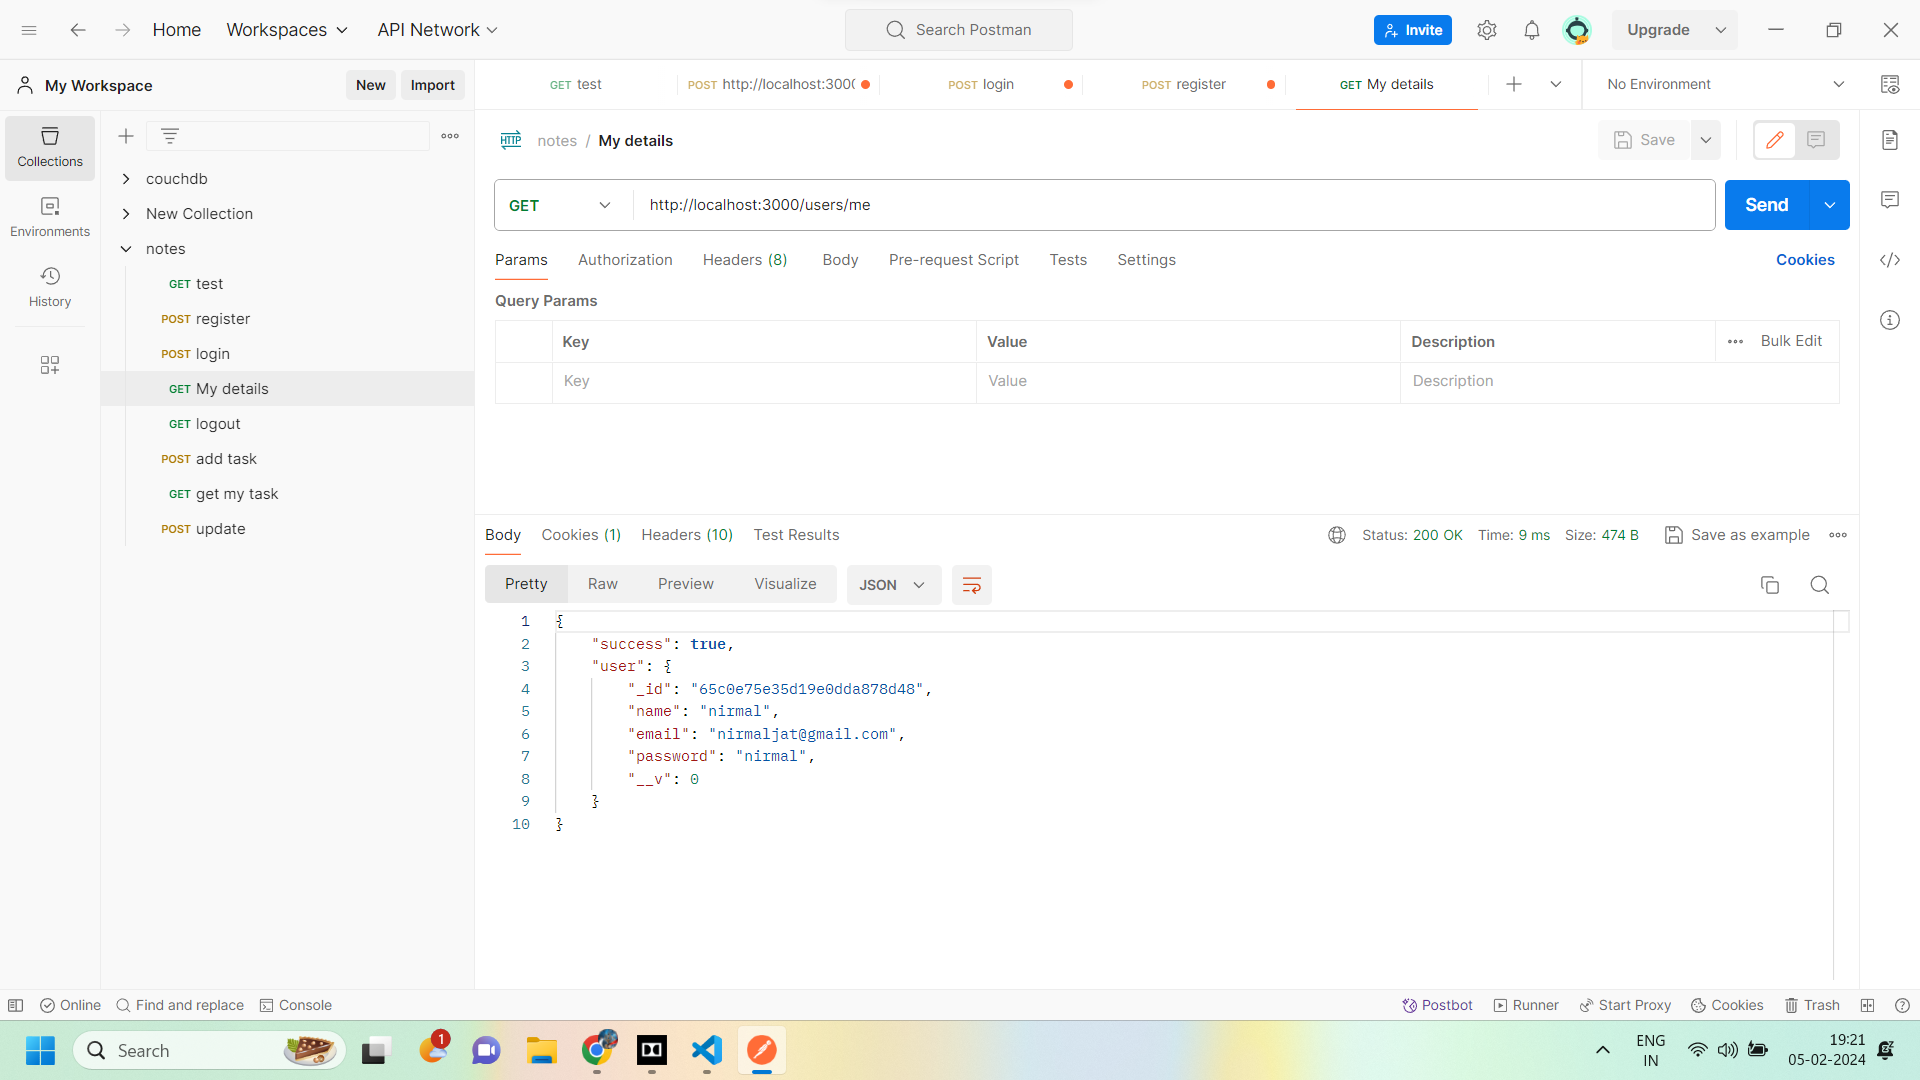 Home Workspaces API Network Search Postman Invite Upgrade
My Workspace New Import GET test POST http://localhost:300 POST login POST register GET My details No Environment
Collections
Environments
History
couchdb
New Collection
notes
GET test
POST register
POST login
GET My details
GET logout
POST add task
GET get my task
POST update
HTTP notes / My details Save
GET http://localhost:3000/users/me Send
Params Authorization Headers (8) Body Pre-request Script Tests Settings Cookies
Query Params
Key Value Description Bulk Edit
Key Value Description
Body Cookies (1) Headers (10) Test Results Status: 200 OK Time: 9 ms Size: 474 B Save as example
Pretty Raw Preview Visualize JSON
1 {
2 "success": true,
3 "user": {
4 "_id": "65c0e75e35d19e0dda878d48",
5 "name": "nirmal",
6 "email": "nirmaljat@gmail.com",
7 "password": "nirmal",
8 "__v": 0
9 }
10 }
Online Find and replace Console Postbot Runner Start Proxy Cookies Trash
Search 1 ENG 19:21
IN 05-02-2024